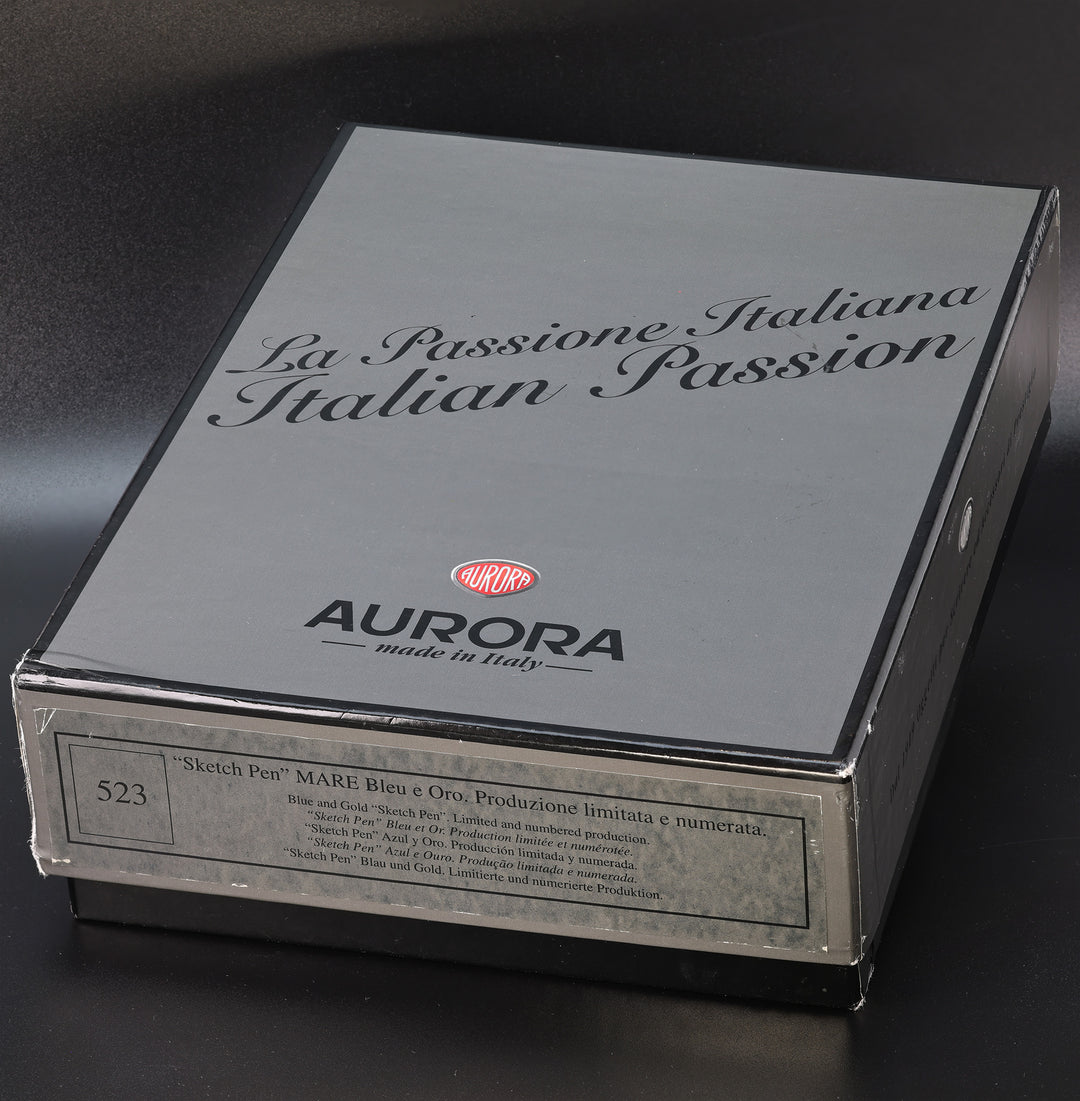 La Passione Italiana
Italian Passion
AURORA
AURORA
made in Italy
523
“Sketch Pen” MARE Bleu e Oro. Produzione limitata e numerata.
Blue and Gold “Sketch Pen”. Limited and numbered production.
“Sketch Pen” Bleu et Or. Production limitée et numérotée.
“Sketch Pen” Azul y Oro. Producción limitada y numerada.
“Sketch Pen” Azul e Ouro. Produção limitada e numerada.
“Sketch Pen” Blau und Gold. Limitierte und numerierte Produktion.